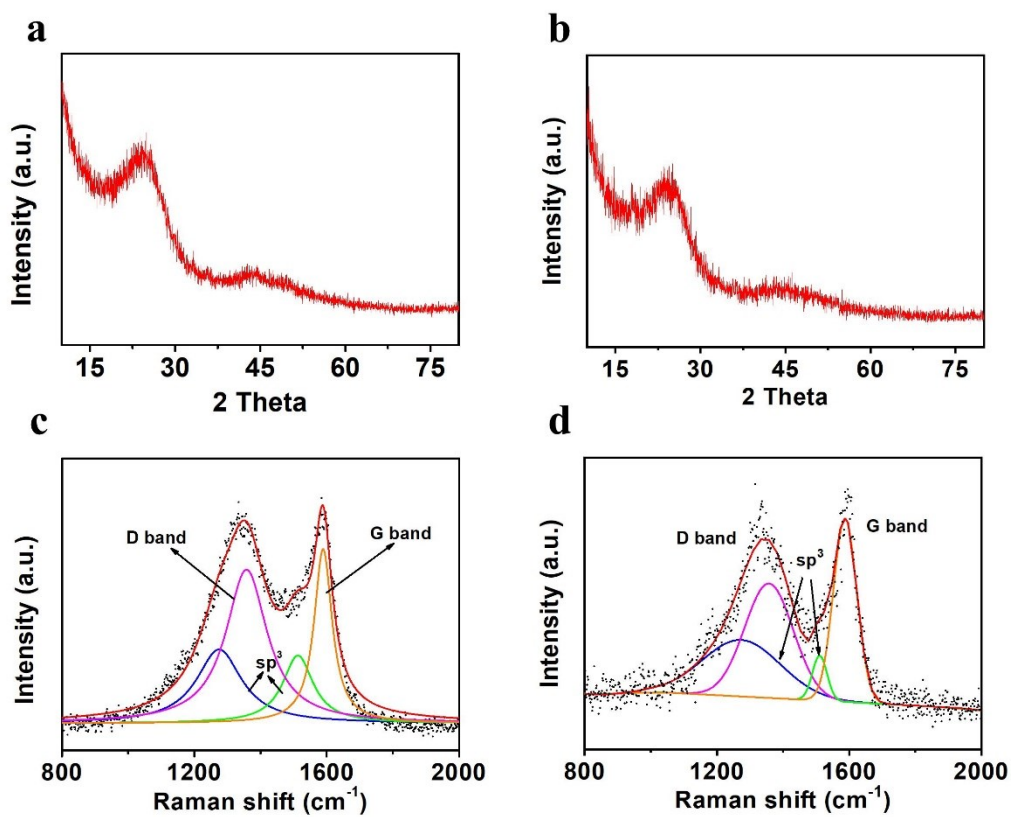 a
Intensity (a.u.)
15 30 45 60 75
2 Theta
b
Intensity (a.u.)
15 30 45 60 75
2 Theta
c
D band
G band
sp³
Intensity (a.u.)
800 1200 1600 2000
Raman shift (cm⁻¹)
d
D band
G band
sp³
Intensity (a.u.)
800 1200 1600 2000
Raman shift (cm⁻¹)